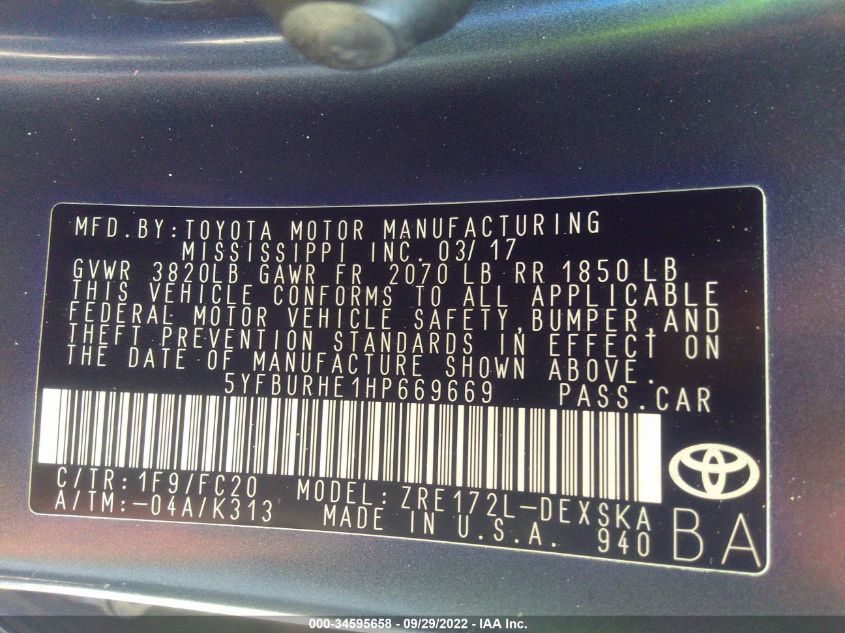 MFD.BY:TOYOTA MOTOR MANUFACTURING
MISSISSIPPI INC. 03/17
GVWR 3820LB GAWR FR 2070 LB RR 1850 LB
THIS VEHICLE CONFORMS TO ALL APPLICABLE
FEDERAL MOTOR VEHICLE SAFETY,BUMPER,AND
THEFT PREVENTION STANDARDS IN EFFECT ON
THE DATE OF MANUFACTURE SHOWN ABOVE.
5YFBURHE1HP669669 PASS.CAR
C/TR:1F9/FC20 MODEL:ZRE172L-DEXSKA
A/TM:-04A/K313 MADE IN U.S.A. 940
BA
000-34595658 - 09/29/2022 - IAA Inc.